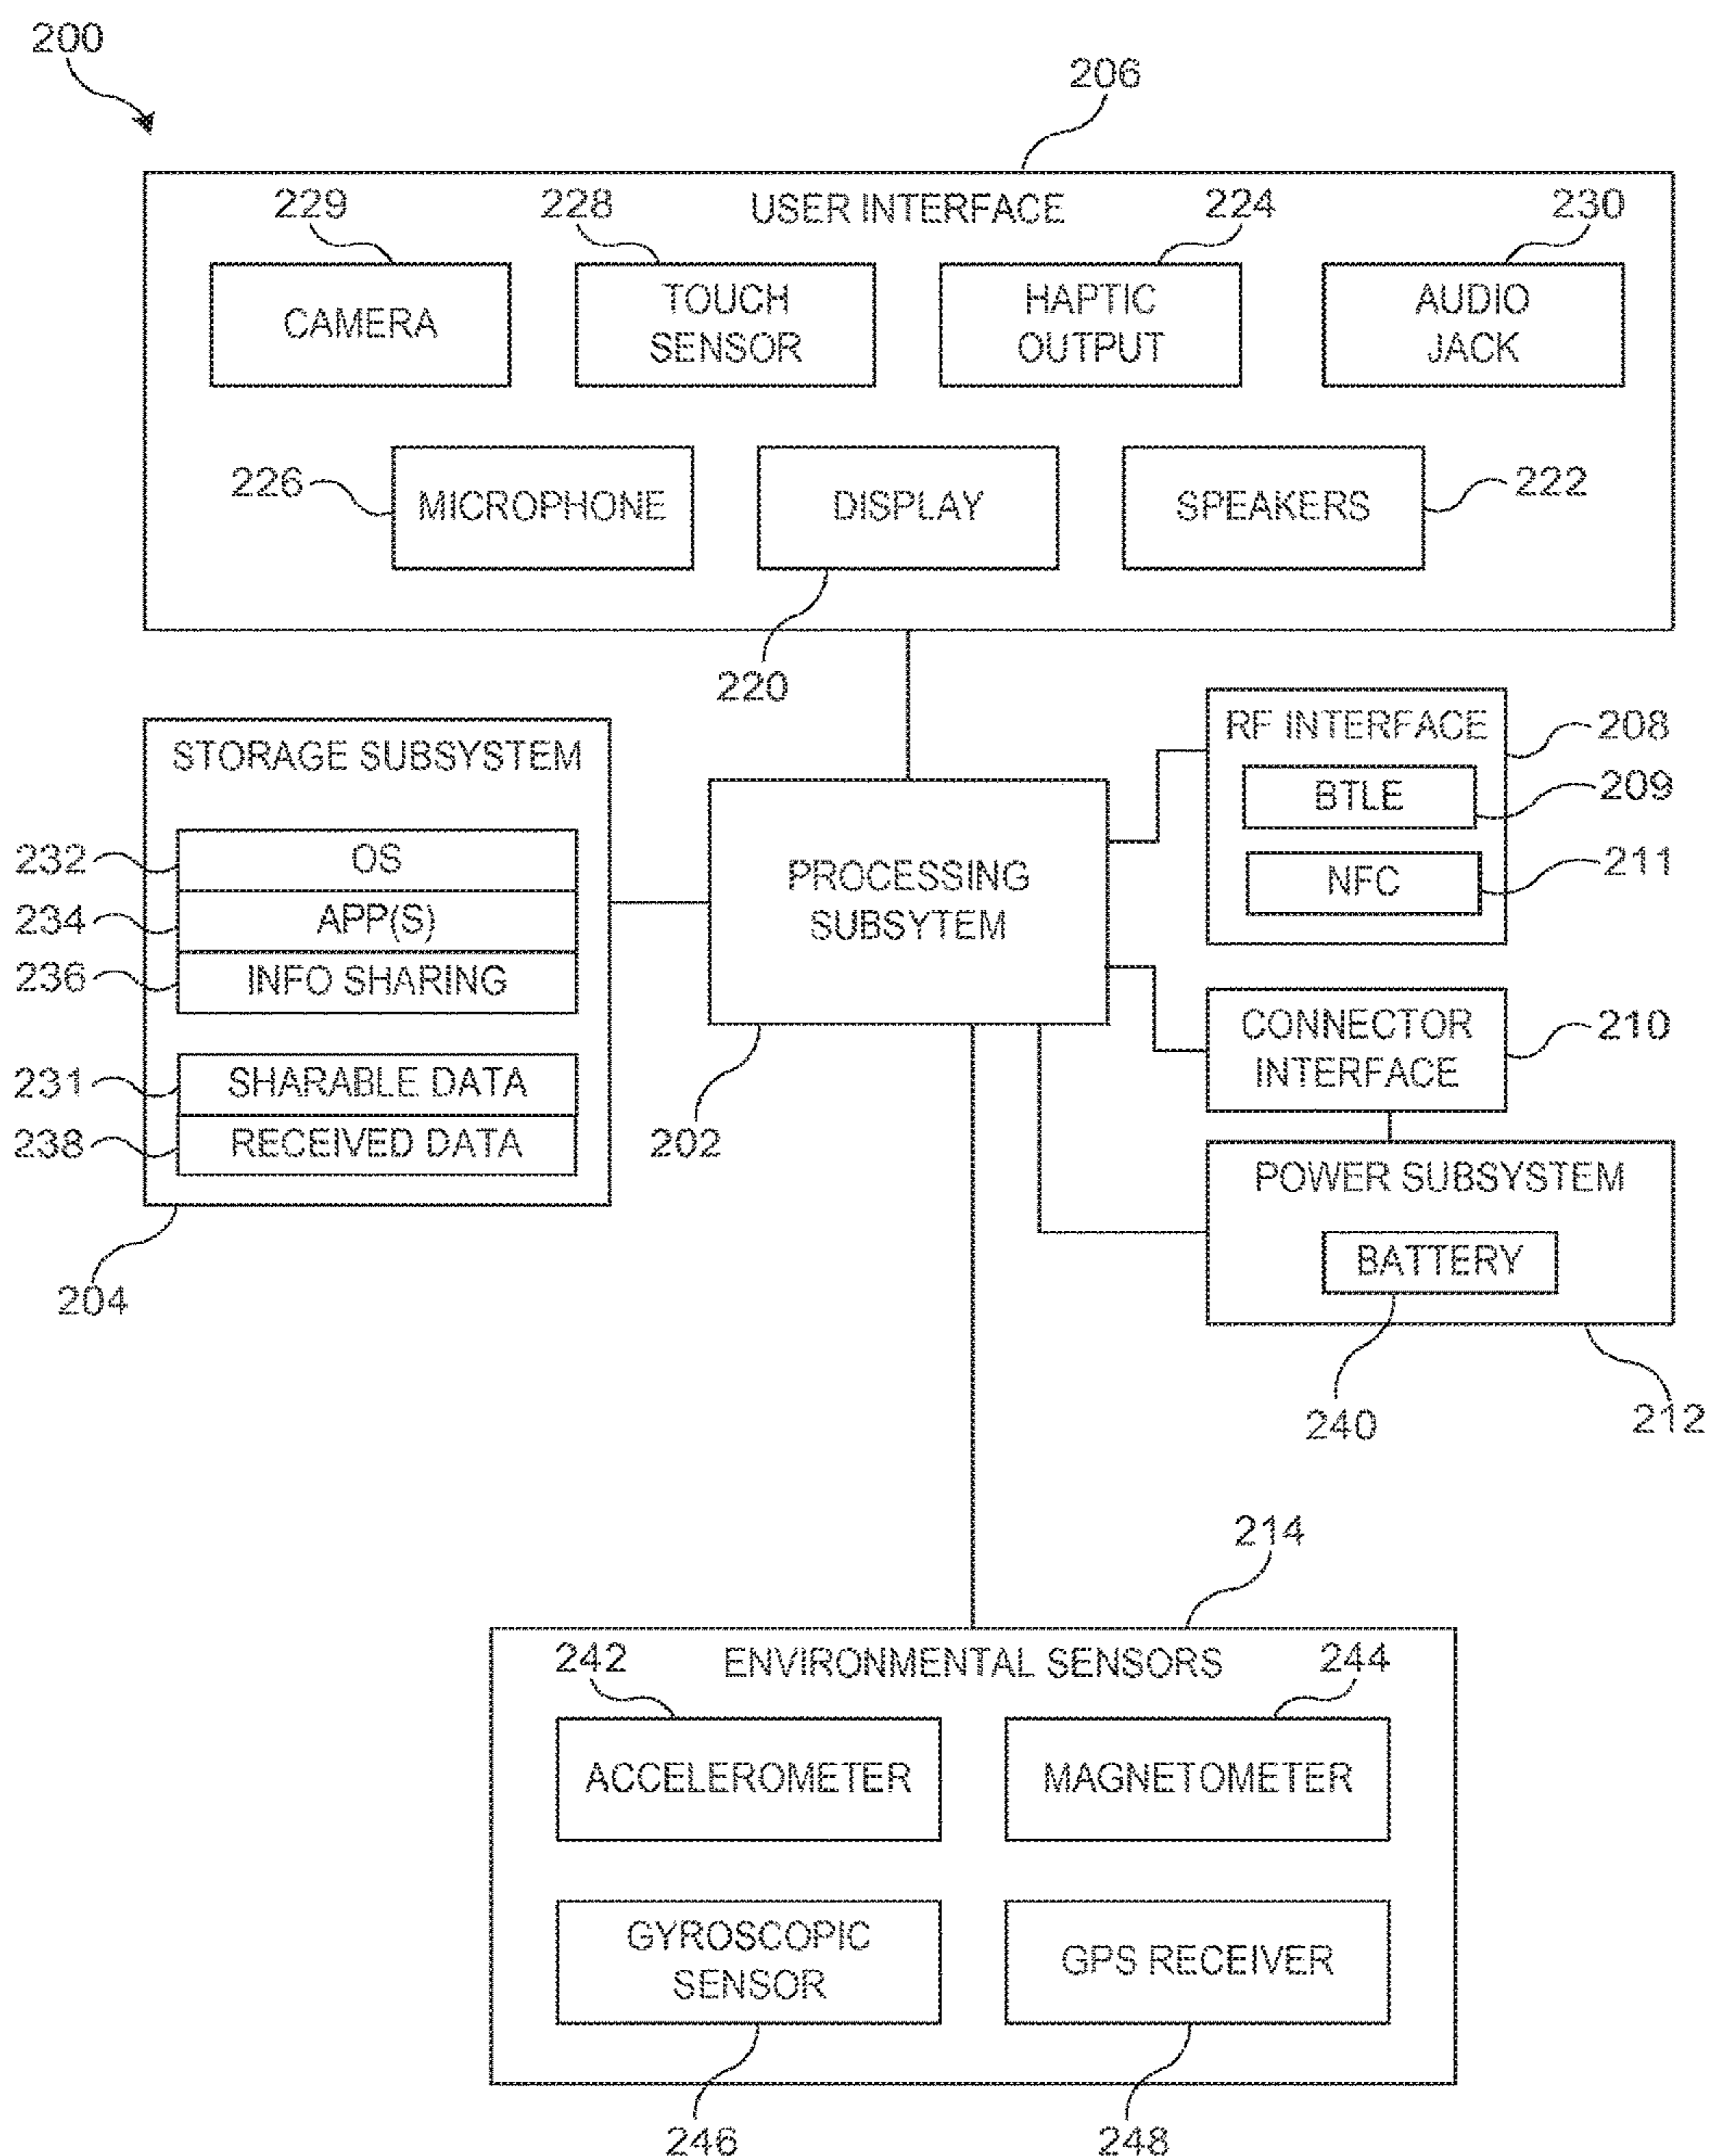 200
206
USER INTERFACE
229
228
224
230
CAMERA
TOUCH
SENSOR
HAPTIC
OUTPUT
AUDIO
JACK
226
MICROPHONE
DISPLAY
SPEAKERS
222
220
STORAGE SUBSYSTEM
232
OS
234
APP(S)
236
INFO SHARING
231
SHARABLE DATA
238
RECEIVED DATA
204
PROCESSING
SUBSYTEM
202
RF INTERFACE
208
BTLE
209
NFC
211
CONNECTOR
INTERFACE
210
POWER SUBSYSTEM
BATTERY
240
212
214
242
ENVIRONMENTAL SENSORS
244
ACCELEROMETER
MAGNETOMETER
GYROSCOPIC
SENSOR
GPS RECEIVER
246
248